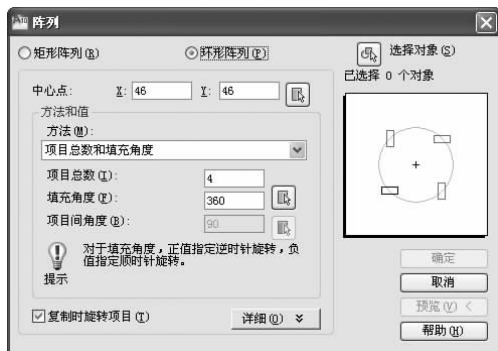 阵列
矩形阵列(R)
环形阵列(P)
选择对象(S)
已选择 0 个对象
中心点: X: 46 Y: 46
方法和值
方法(M):
项目总数和填充角度
项目总数(I): 4
填充角度(F): 360
项目间角度(B): 90
对于填充角度，正值指定逆时针旋转，负
值指定顺时针旋转。
提示
复制时旋转项目(T)
详细(O)
确定
取消
预览(V) <
帮助(H)